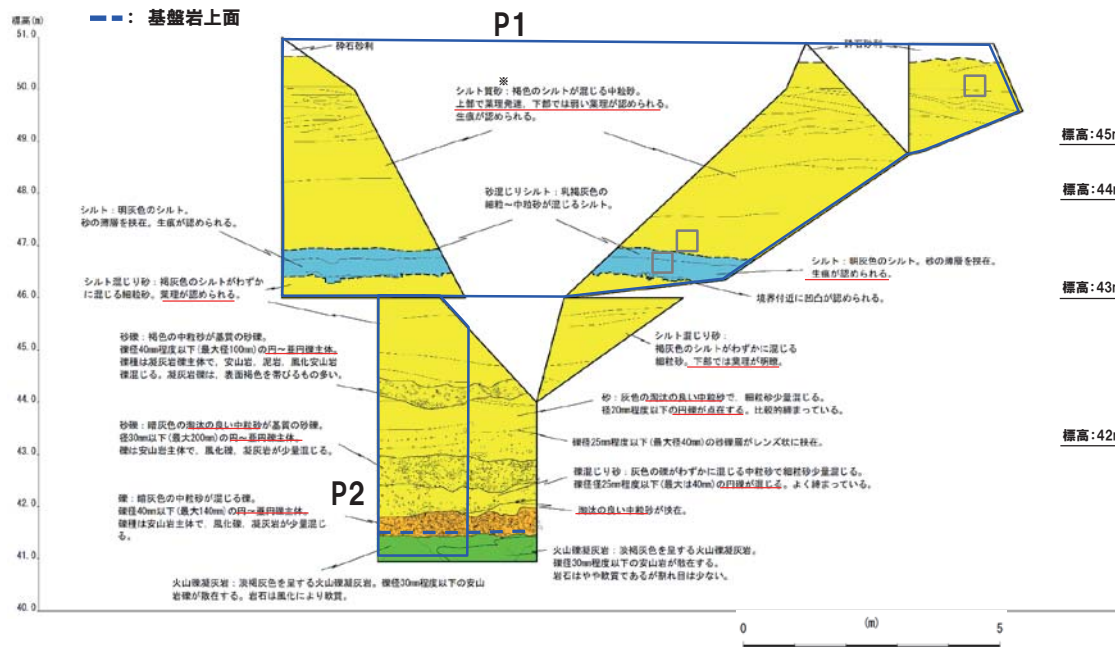 標高(m)
基盤岩上面
P1
51.0
50.0
49.0
48.0
47.0
46.0
45.0
44.0
43.0
42.0
41.0
40.0
砕石砂利
砕石砂利
※
シルト質砂：褐色のシルトが混じる中粒砂。
上部で葉理発達，下部では弱い葉理が認められる。
生痕が認められる。
砂混じりシルト：乳褐灰色の
細粒～中粒砂が混じるシルト。
シルト：明灰色のシルト。
砂の薄層を挟在。生痕が認められる。
シルト混じり砂：褐灰色のシルトがわずか
に混じる細粒砂。葉理が認められる。
シルト：明灰色のシルト。砂の薄層を挟在。
生痕が認められる。
境界付近に凹凸が認められる。
砂礫：褐色の中粒砂が基質の砂礫。
礫径40mm程度以下(最大径100mm)の円～亜円礫主体。
礫種は凝灰岩礫主体で，安山岩，泥岩，風化安山岩
礫混じる。凝灰岩礫は，表面褐色を帯びるもの多い。
シルト混じり砂：
褐灰色のシルトがわずかに混じる
細粒砂。下部では葉理が明瞭。
砂：灰色の淘汰の良い中粒砂で，細粒砂少量混じる。
径20mm程度以下の円礫が点在する。比較的締まっている。
砂礫：暗灰色の淘汰の良い中粒砂が基質の砂礫。
径30mm以下(最大200mm)の円～亜円礫主体。
礫は安山岩主体で，風化礫，凝灰岩が少量混じる。
礫径25mm程度以下(最大径40mm)の砂礫層がレンズ状に挟在。
礫混じり砂：灰色の礫がわずかに混じる中粒砂で細粒砂少量混じる。
礫径径25mm程度以下(最大は40mm)の円礫が混じる。よく締まっている。
P2
礫：暗灰色の中粒砂が混じる礫。
礫径40mm以下(最大140mm)の円～亜円礫主体。
礫種は安山岩主体で，風化礫，凝灰岩が少量混じ
る。
淘汰の良い中粒砂が挟在。
火山礫凝灰岩：淡褐灰色を呈する火山礫凝灰岩。
礫径30mm程度以下の安山岩が散在する。
岩石はやや軟質であるが割れ目は少ない。
火山礫凝灰岩：淡褐灰色を呈する火山礫凝灰岩。礫径30mm程度以下の安山
岩礫が散在する。岩石は風化により軟質。
標高:45m
標高:44m
標高:43m
標高:42m
0
(m)
5